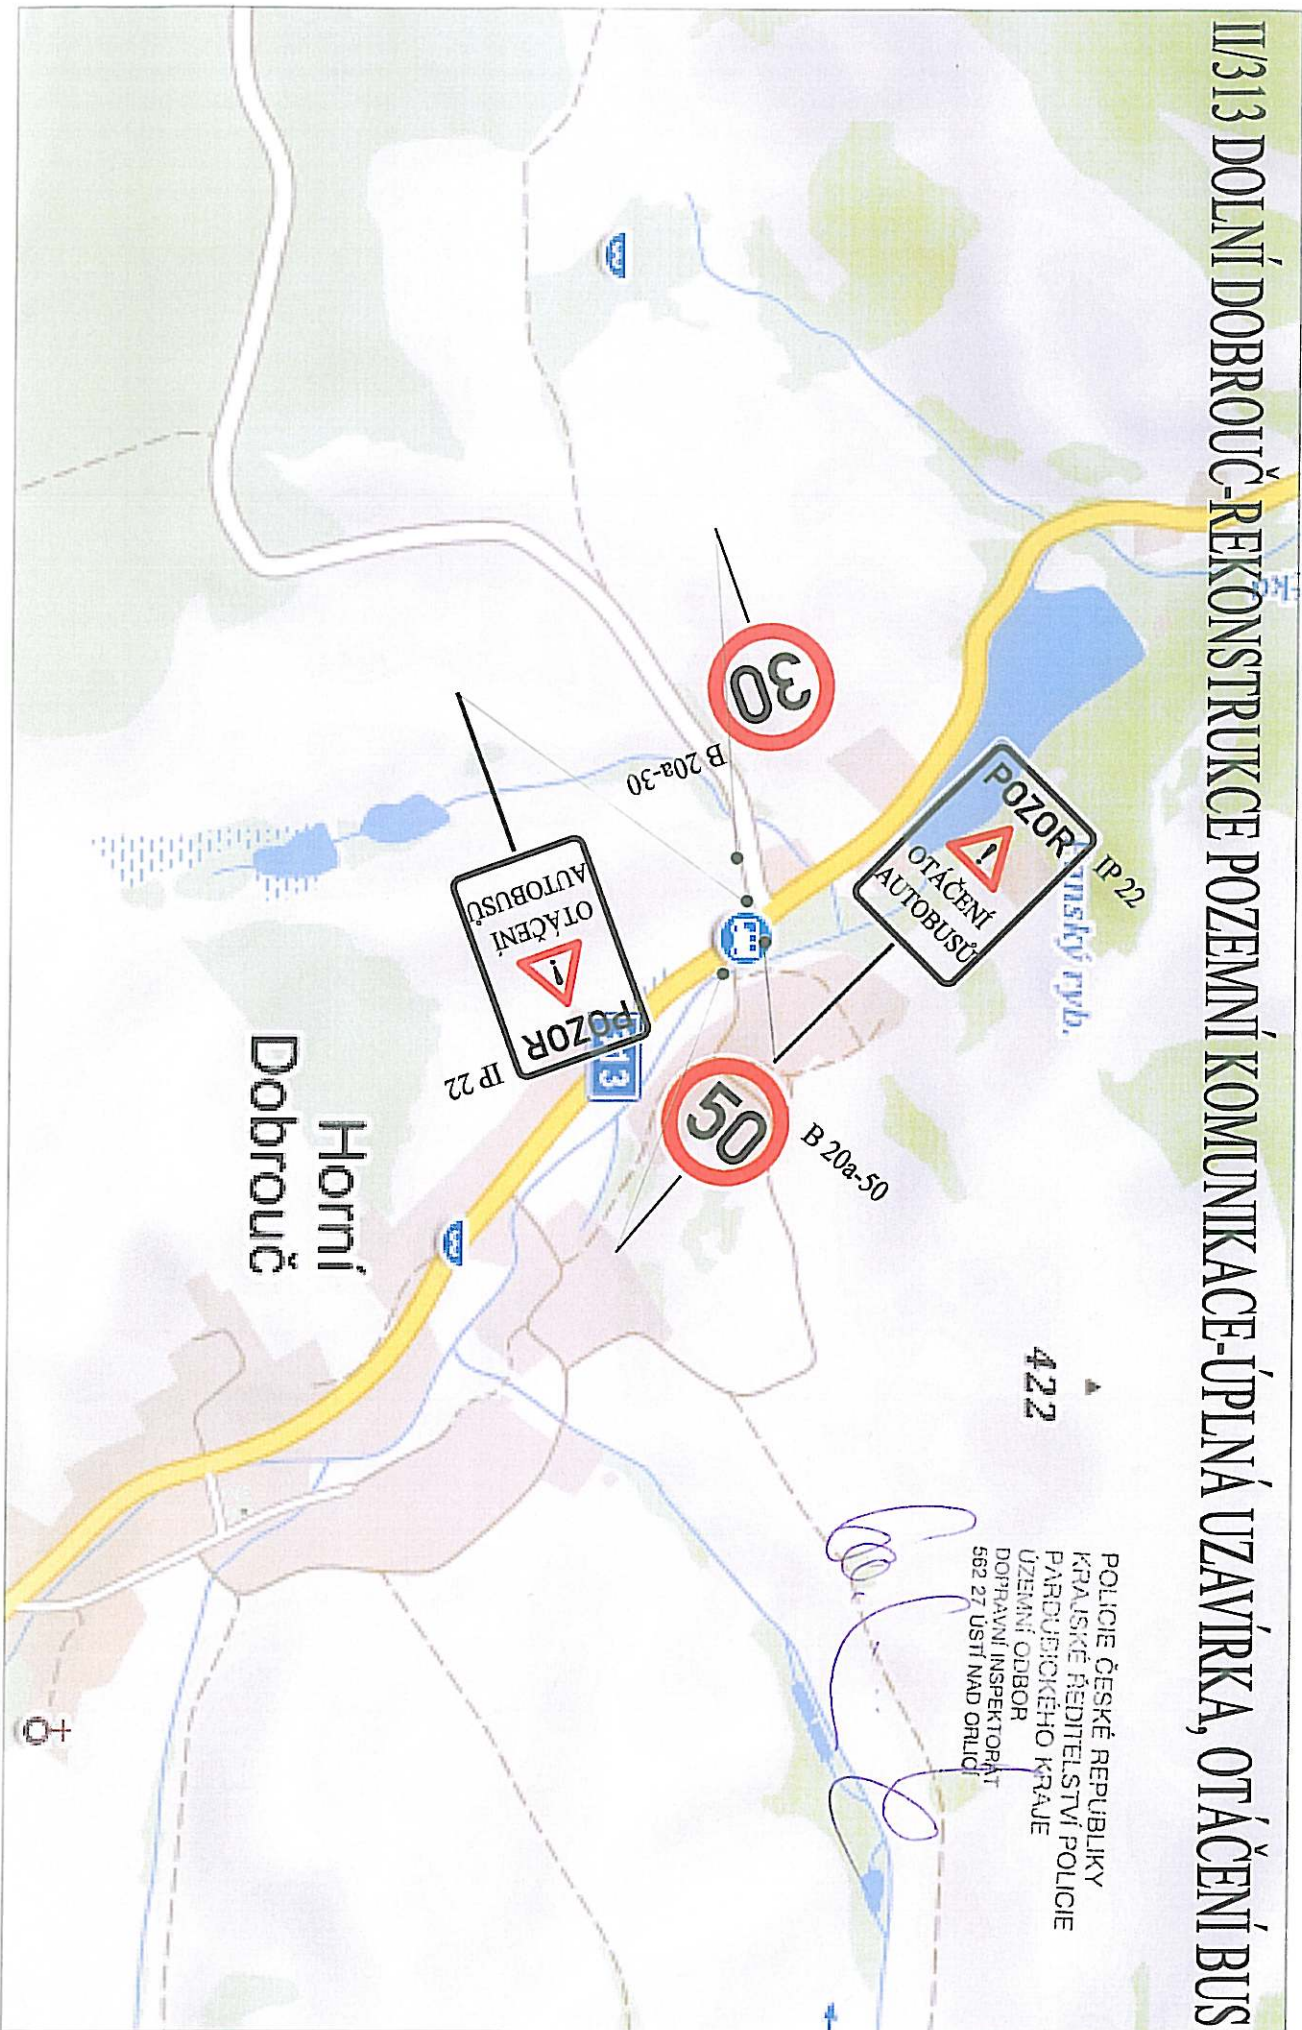 II/313 DOLNÍ DOBROUČ-REKONSTRUKCE POZEMNÍ KOMUNIKACE-ÚPLNÁ UZAVÍRKA, OTÁČENÍ BUS
IP 22
POZOR
!
OTÁČENÍ
AUTOBUSŮ
30
B 20a-30
50
B 20a-50
IP 22
POZOR
!
OTÁČENÍ
AUTOBUSŮ
ryb.
422
Horní
Dobrouč
POLICIE ČESKÉ REPUBLIKY
KRAJSKÉ ŘEDITELSTVÍ POLICIE
PARDUBICKÉHO KRAJE
ÚZEMNÍ ODBOR
DOPRAVNÍ INSPEKTORÁT
562 27 ÚSTÍ NAD ORLICÍ